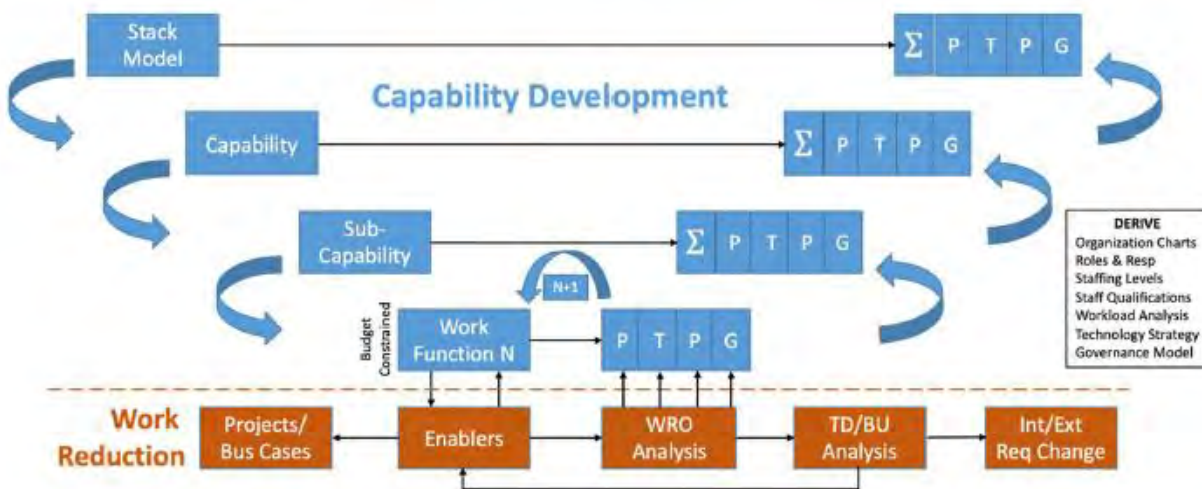 Stack
Model
Σ P T P G
Capability Development
Capability
Σ P T P G
Sub-
Capability
Σ P T P G
DERIVE
Organization Charts
Roles & Resp
Staffing Levels
Staff Qualifications
Workload Analysis
Technology Strategy
Governance Model
N+1
Budget
Constrained
Work
Function N
P T P G
Work
Reduction
Projects/
Bus Cases
Enablers
WRO
Analysis
TD/BU
Analysis
Int/Ext
Req Change